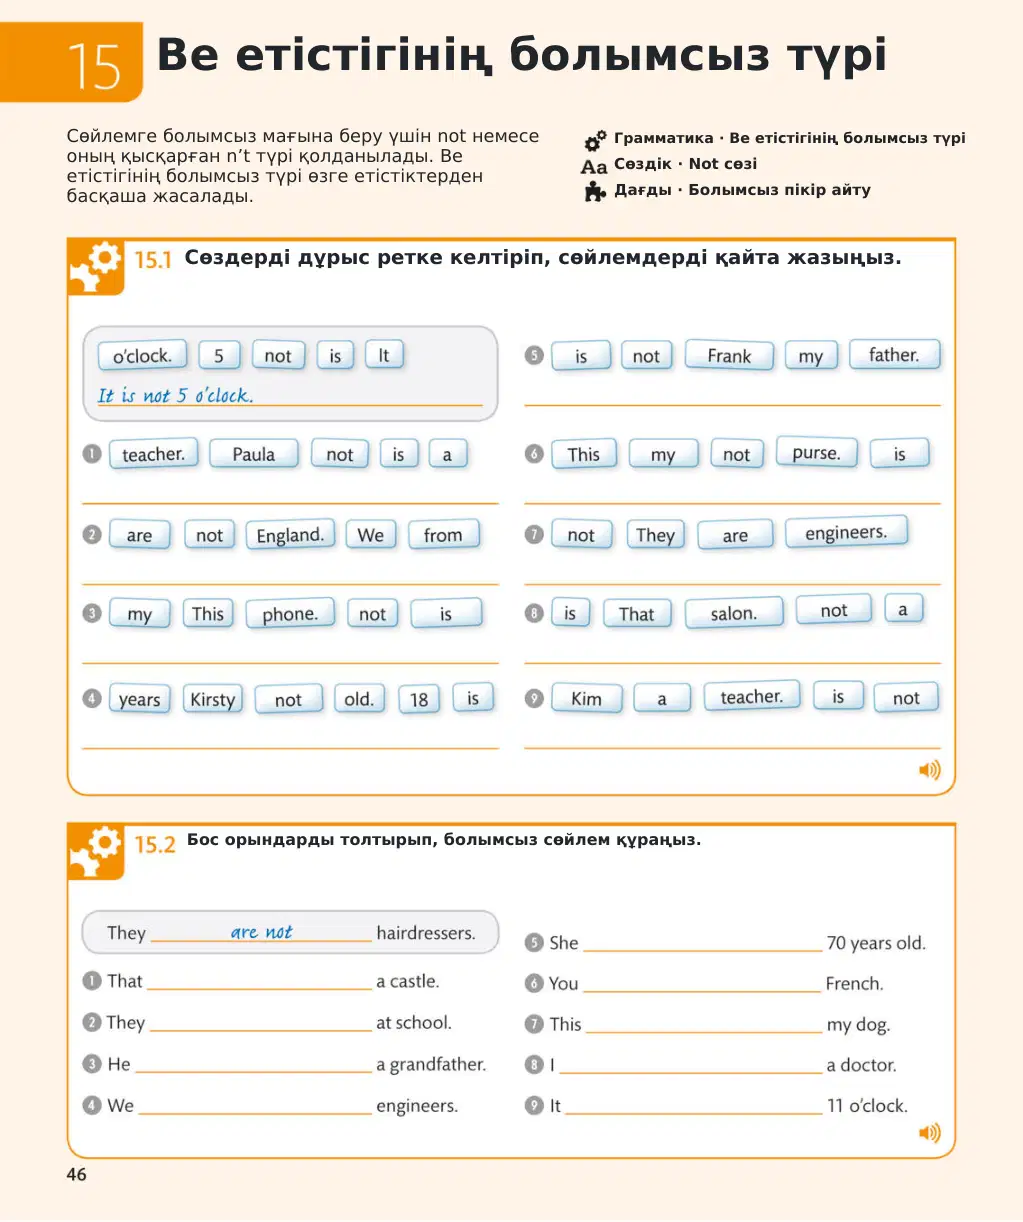 15
Be етістігінің болымсыз түрі
Сөйлемге болымсыз мағына беру үшін not немесе
оның қысқарған n’t түрі қолданылады. Be
етістігінің болымсыз түрі өзге етістіктерден
басқаша жасалады.
Грамматика · Be етістігінің болымсыз түрі
Aa Сөздік · Not сөзі
Дағды · Болымсыз пікір айту
15.1 Сөздерді дұрыс ретке келтіріп, сөйлемдерді қайта жазыңыз.
o’clock. 5 not is It
It is not 5 o’clock.
1 teacher. Paula not is a
2 are not England. We from
3 my This phone. not is
4 years Kirsty not old. 18 is
5 is not Frank my father.
6 This my not purse. is
7 not They are engineers.
8 is That salon. not a
9 Kim a teacher. is not
15.2 Бос орындарды толтырып, болымсыз сөйлем құраңыз.
They are not hairdressers.
1 That a castle.
2 They at school.
3 He a grandfather.
4 We engineers.
5 She 70 years old.
6 You French.
7 This my dog.
8 I a doctor.
9 It 11 o’clock.
46